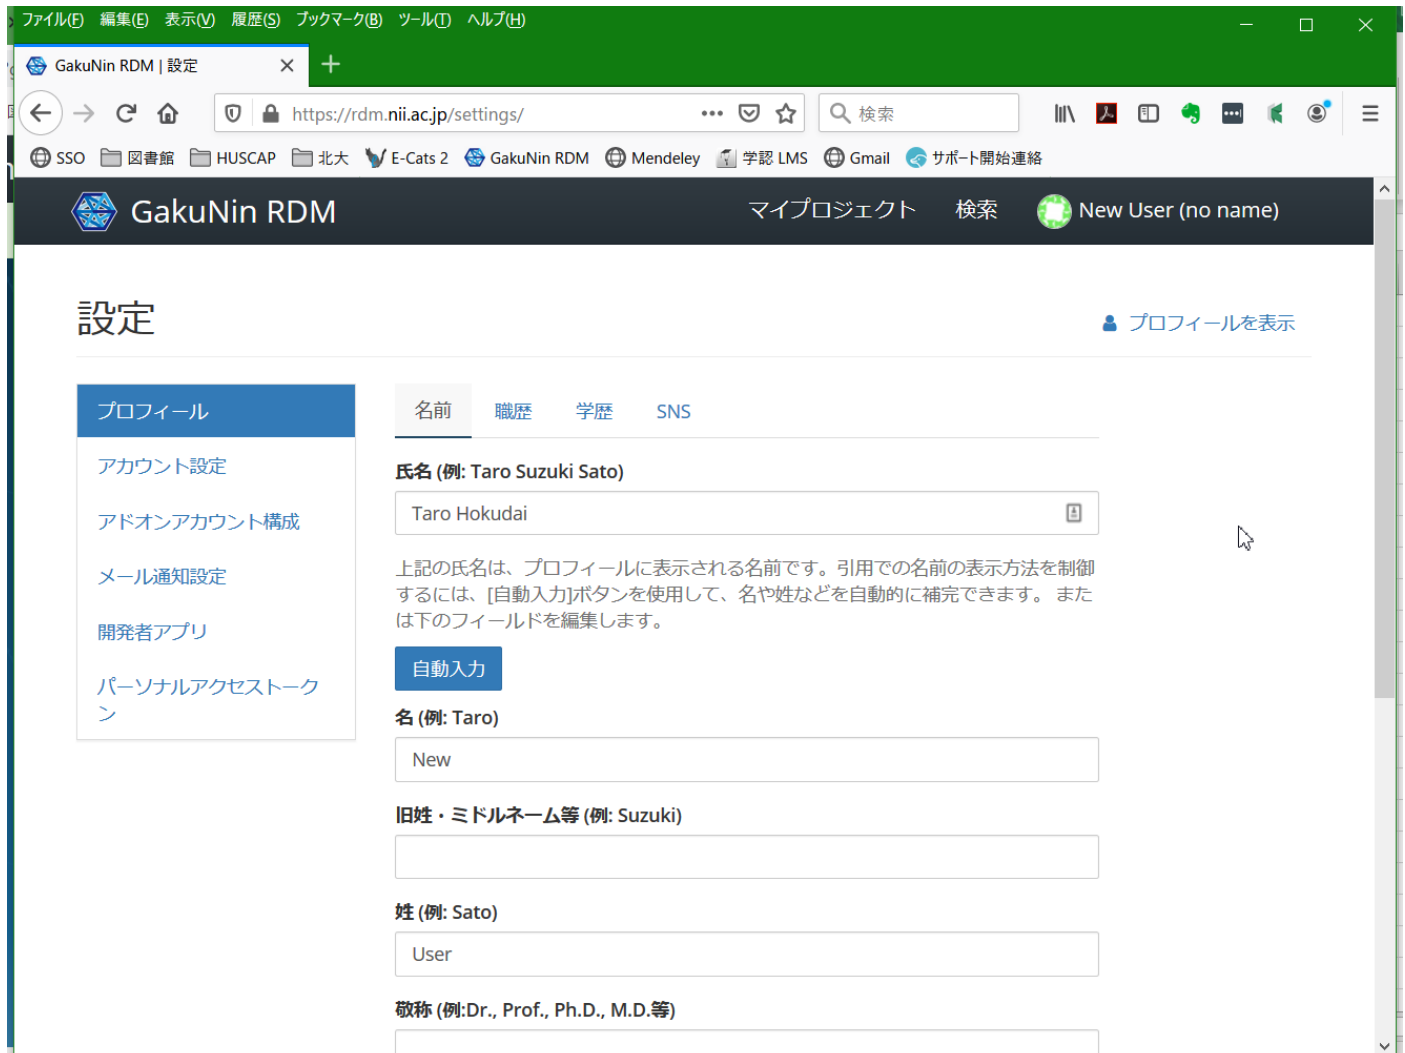 ファイル(F) 編集(E) 表示(V) 履歴(S) ブックマーク(B) ツール(T) ヘルプ(H)
GakuNin RDM | 設定
https://rdm.nii.ac.jp/settings/
検索
SSO 図書館 HUSCAP 北大 E-Cats 2 GakuNin RDM Mendeley 学認 LMS Gmail サポート開始連絡
GakuNin RDM マイプロジェクト 検索 New User (no name)
設定
プロフィールを表示
プロフィール
アカウント設定
アドオンアカウント構成
メール通知設定
開発者アプリ
パーソナルアクセストーク
ン
名前 職歴 学歴 SNS
氏名 (例: Taro Suzuki Sato)
Taro Hokudai
上記の氏名は、プロフィールに表示される名前です。引用での名前の表示方法を制御
するには、[自動入力]ボタンを使用して、名や姓などを自動的に補完できます。 また
は下のフィールドを編集します。
自動入力
名 (例: Taro)
New
旧姓・ミドルネーム等 (例: Suzuki)
姓 (例: Sato)
User
敬称 (例:Dr., Prof., Ph.D., M.D.等)